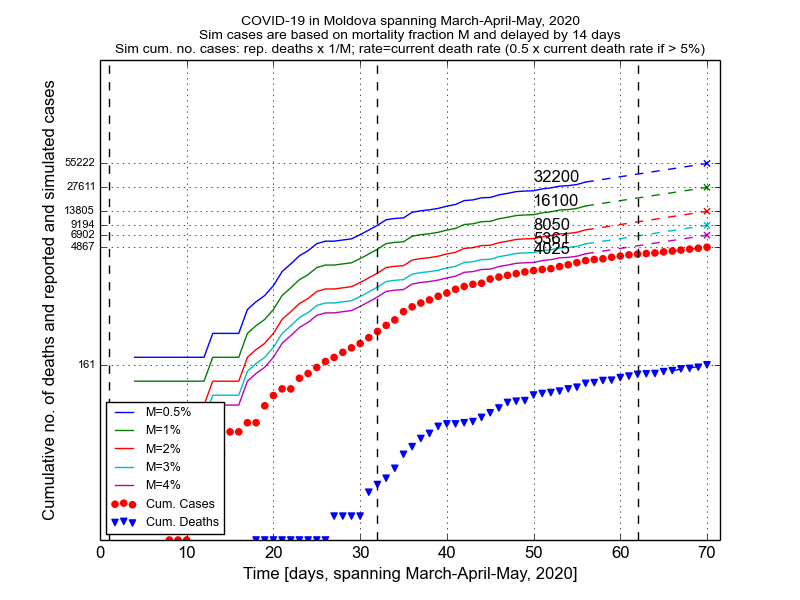 COVID-19 in Moldova spanning March-April-May, 2020
Sim cases are based on mortality fraction M and delayed by 14 days
Sim cum. no. cases: rep. deaths x 1/M; rate=current death rate (0.5 x current death rate if > 5%)
Cumulative no. of deaths and reported and simulated cases
55222
27611
13805
9194
6902
4867
161
32200
16100
8050
5361
4025
M=0.5%
M=1%
M=2%
M=3%
M=4%
Cum. Cases
Cum. Deaths
0 10 20 30 40 50 60 70
Time [days, spanning March-April-May, 2020]